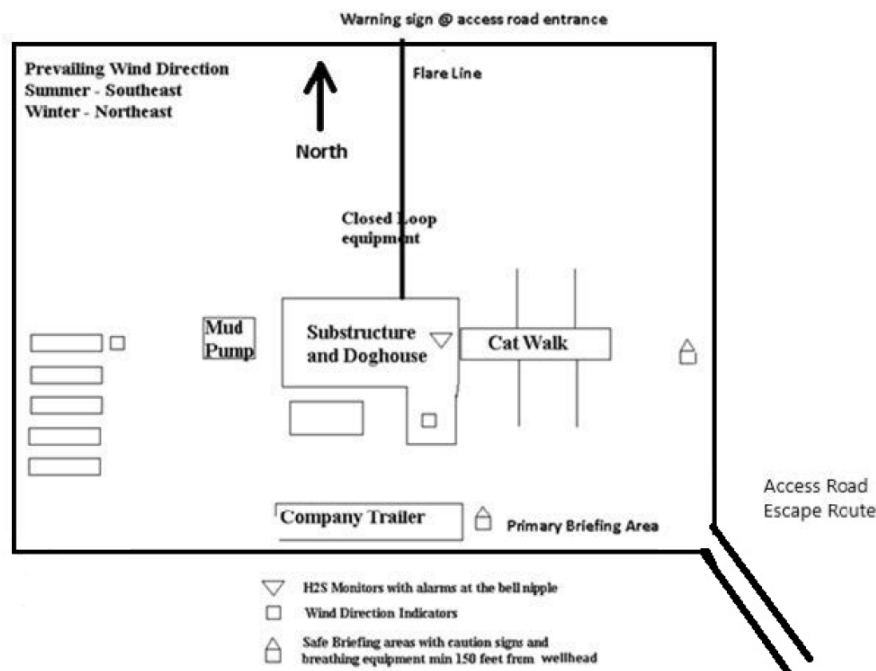 Warning sign @ access road entrance
Prevailing Wind Direction
Summer - Southeast
Winter - Northeast
Flare Line
North
Closed Loop
equipment
Mud
Pump
Substructure
and Doghouse
Cat Walk
Company Trailer
Primary Briefing Area
Access Road
Escape Route
H2S Monitors with alarms at the bell nipple
Wind Direction Indicators
Safe Briefing areas with caution signs and
breathing equipment min 150 feet from wellhead